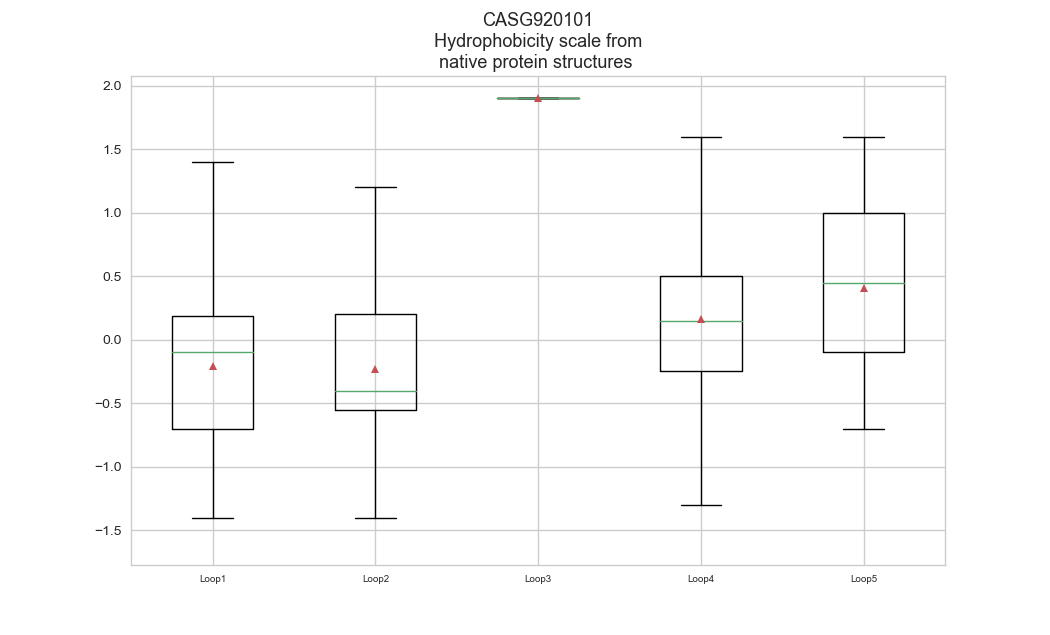 CASG920101
Hydrophobicity scale from
native protein structures
2.0
1.5
1.0
0.5
0.0
−0.5
−1.0
−1.5
Loop1 Loop2 Loop3 Loop4 Loop5